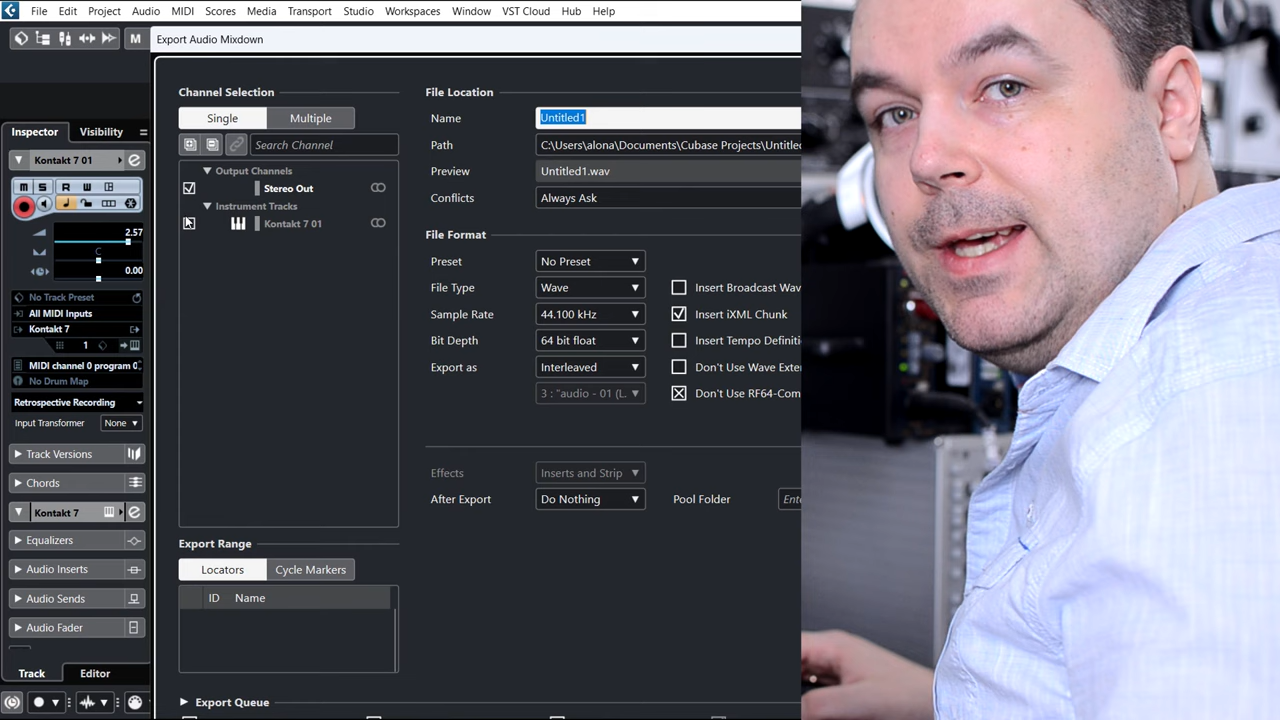 File Edit Project Audio MIDI Scores Media Transport Studio Workspaces Window VST Cloud Hub Help
M
Export Audio Mixdown
Inspector Visibility
Kontakt 7 01
m S R W
2.57
C
0.00
No Track Preset
All MIDI Inputs
Kontakt 7
1
MIDI channel 0 program 0
No Drum Map
Retrospective Recording
Input Transformer None
Track Versions
Chords
Kontakt 7
Equalizers
Audio Inserts
Audio Sends
Audio Fader
Track Editor
Channel Selection
Single Multiple
Search Channel
Output Channels
Stereo Out
Instrument Tracks
Kontakt 7 01
Export Range
Locators Cycle Markers
ID Name
Export Queue
File Location
Name Untitled1
Path C:\Users\alona\Documents\Cubase Projects\Untitled
Preview Untitled1.wav
Conflicts Always Ask
File Format
Preset No Preset
File Type Wave Insert Broadcast Wav
Sample Rate 44.100 kHz Insert iXML Chunk
Bit Depth 64 bit float Insert Tempo Definiti
Export as Interleaved Don't Use Wave Exten
3 : "audio - 01 (L. Don't Use RF64-Com
Effects Inserts and Strip
After Export Do Nothing Pool Folder Ente